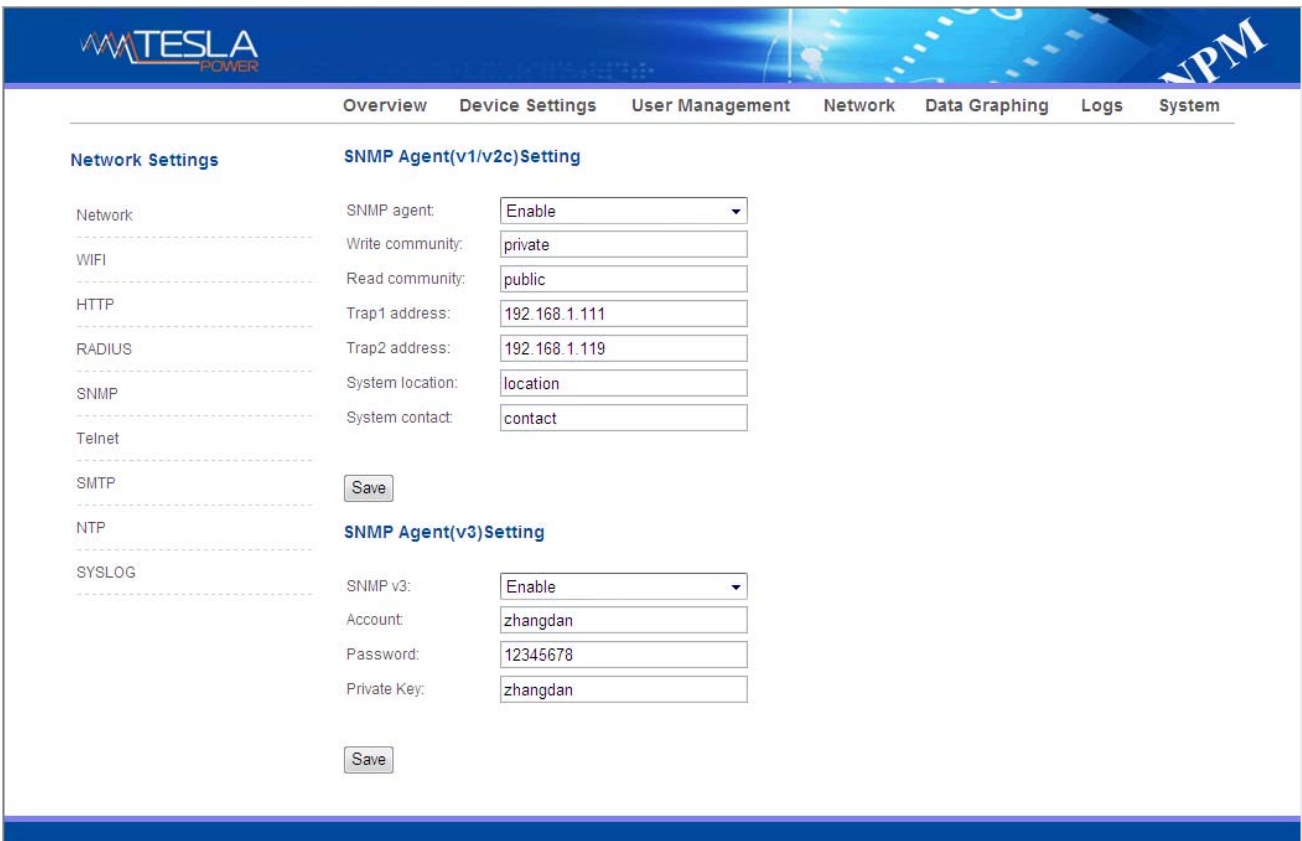 TESLA
POWER
NPM
Overview Device Settings User Management Network Data Graphing Logs System
Network Settings
Network
WIFI
HTTP
RADIUS
SNMP
Telnet
SMTP
NTP
SYSLOG
SNMP Agent(v1/v2c)Setting
SNMP agent: Enable
Write community: private
Read community: public
Trap1 address: 192.168.1.111
Trap2 address: 192.168.1.119
System location: location
System contact: contact
Save
SNMP Agent(v3)Setting
SNMP v3: Enable
Account: zhangdan
Password: 12345678
Private Key: zhangdan
Save